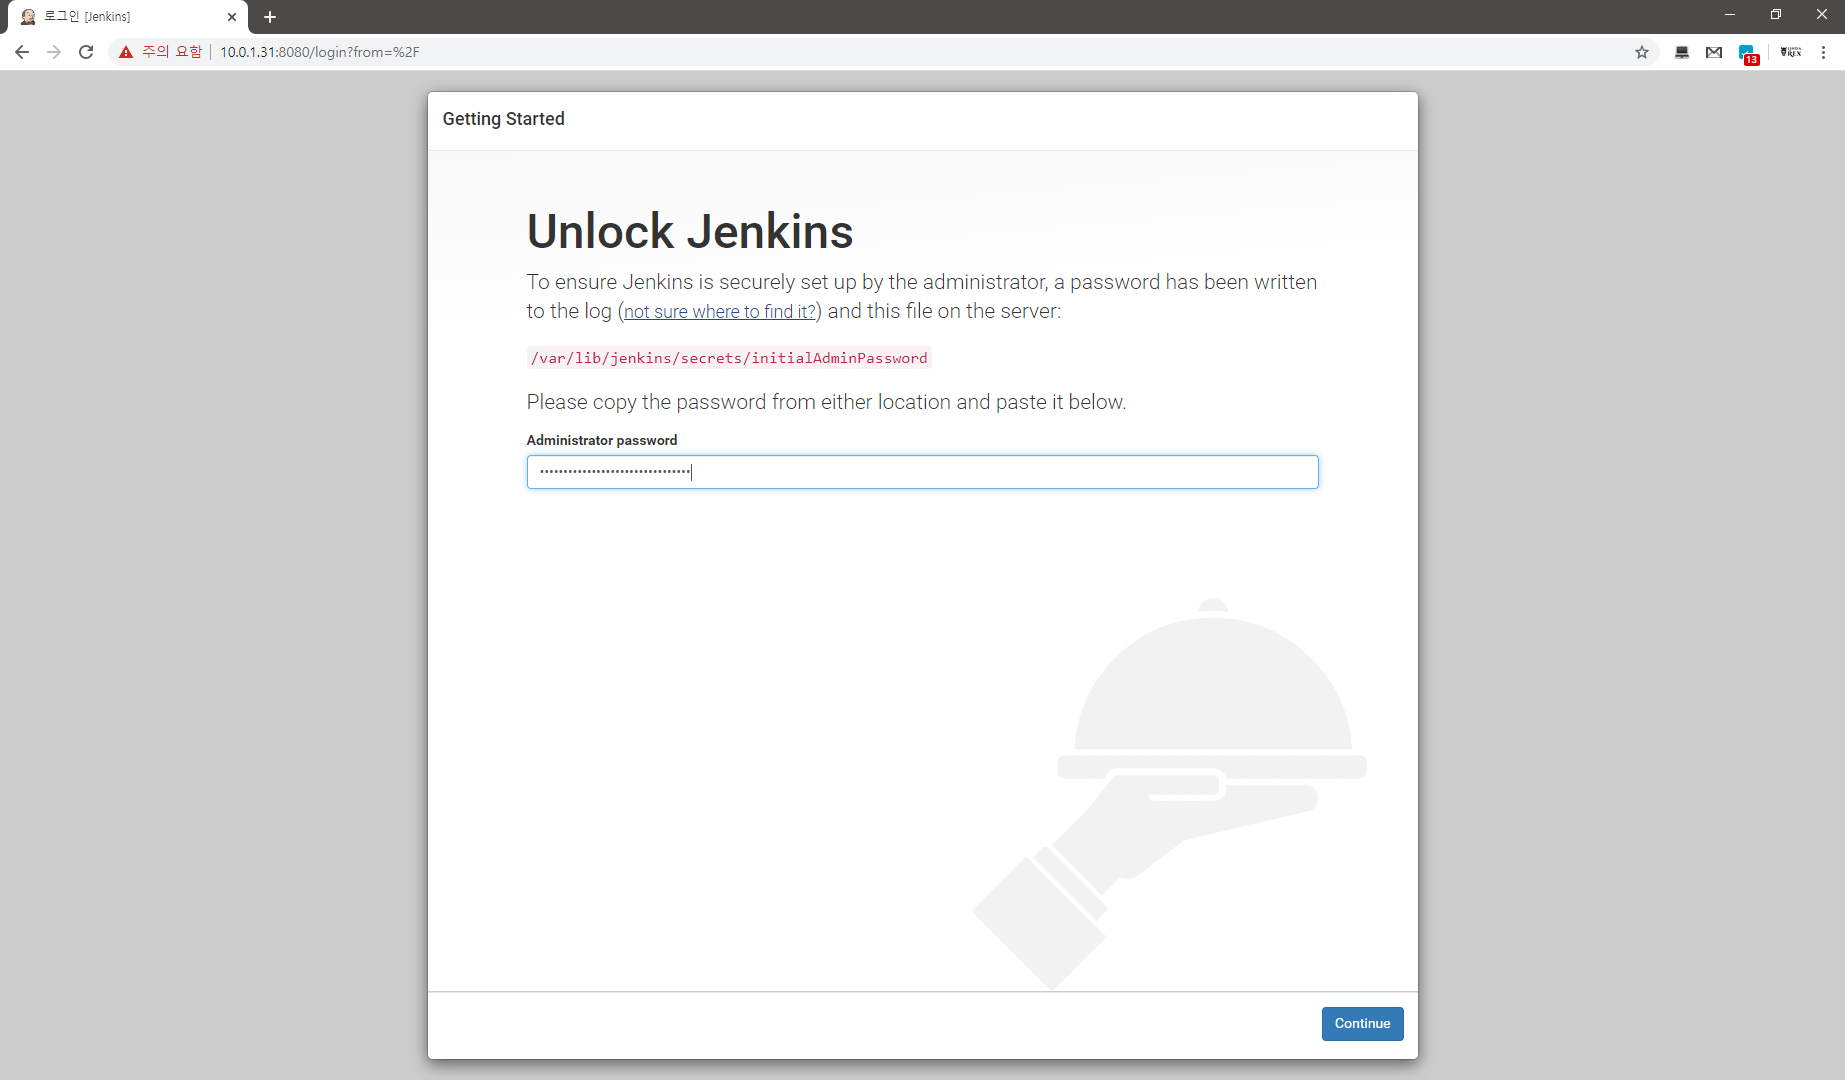 로그인 [Jenkins]
주의 요함 10.0.1.31:8080/login?from=%2F
13
REX
Getting Started
Unlock Jenkins
To ensure Jenkins is securely set up by the administrator, a password has been written
to the log (not sure where to find it?) and this file on the server:
/var/lib/jenkins/secrets/initialAdminPassword
Please copy the password from either location and paste it below.
Administrator password
Continue